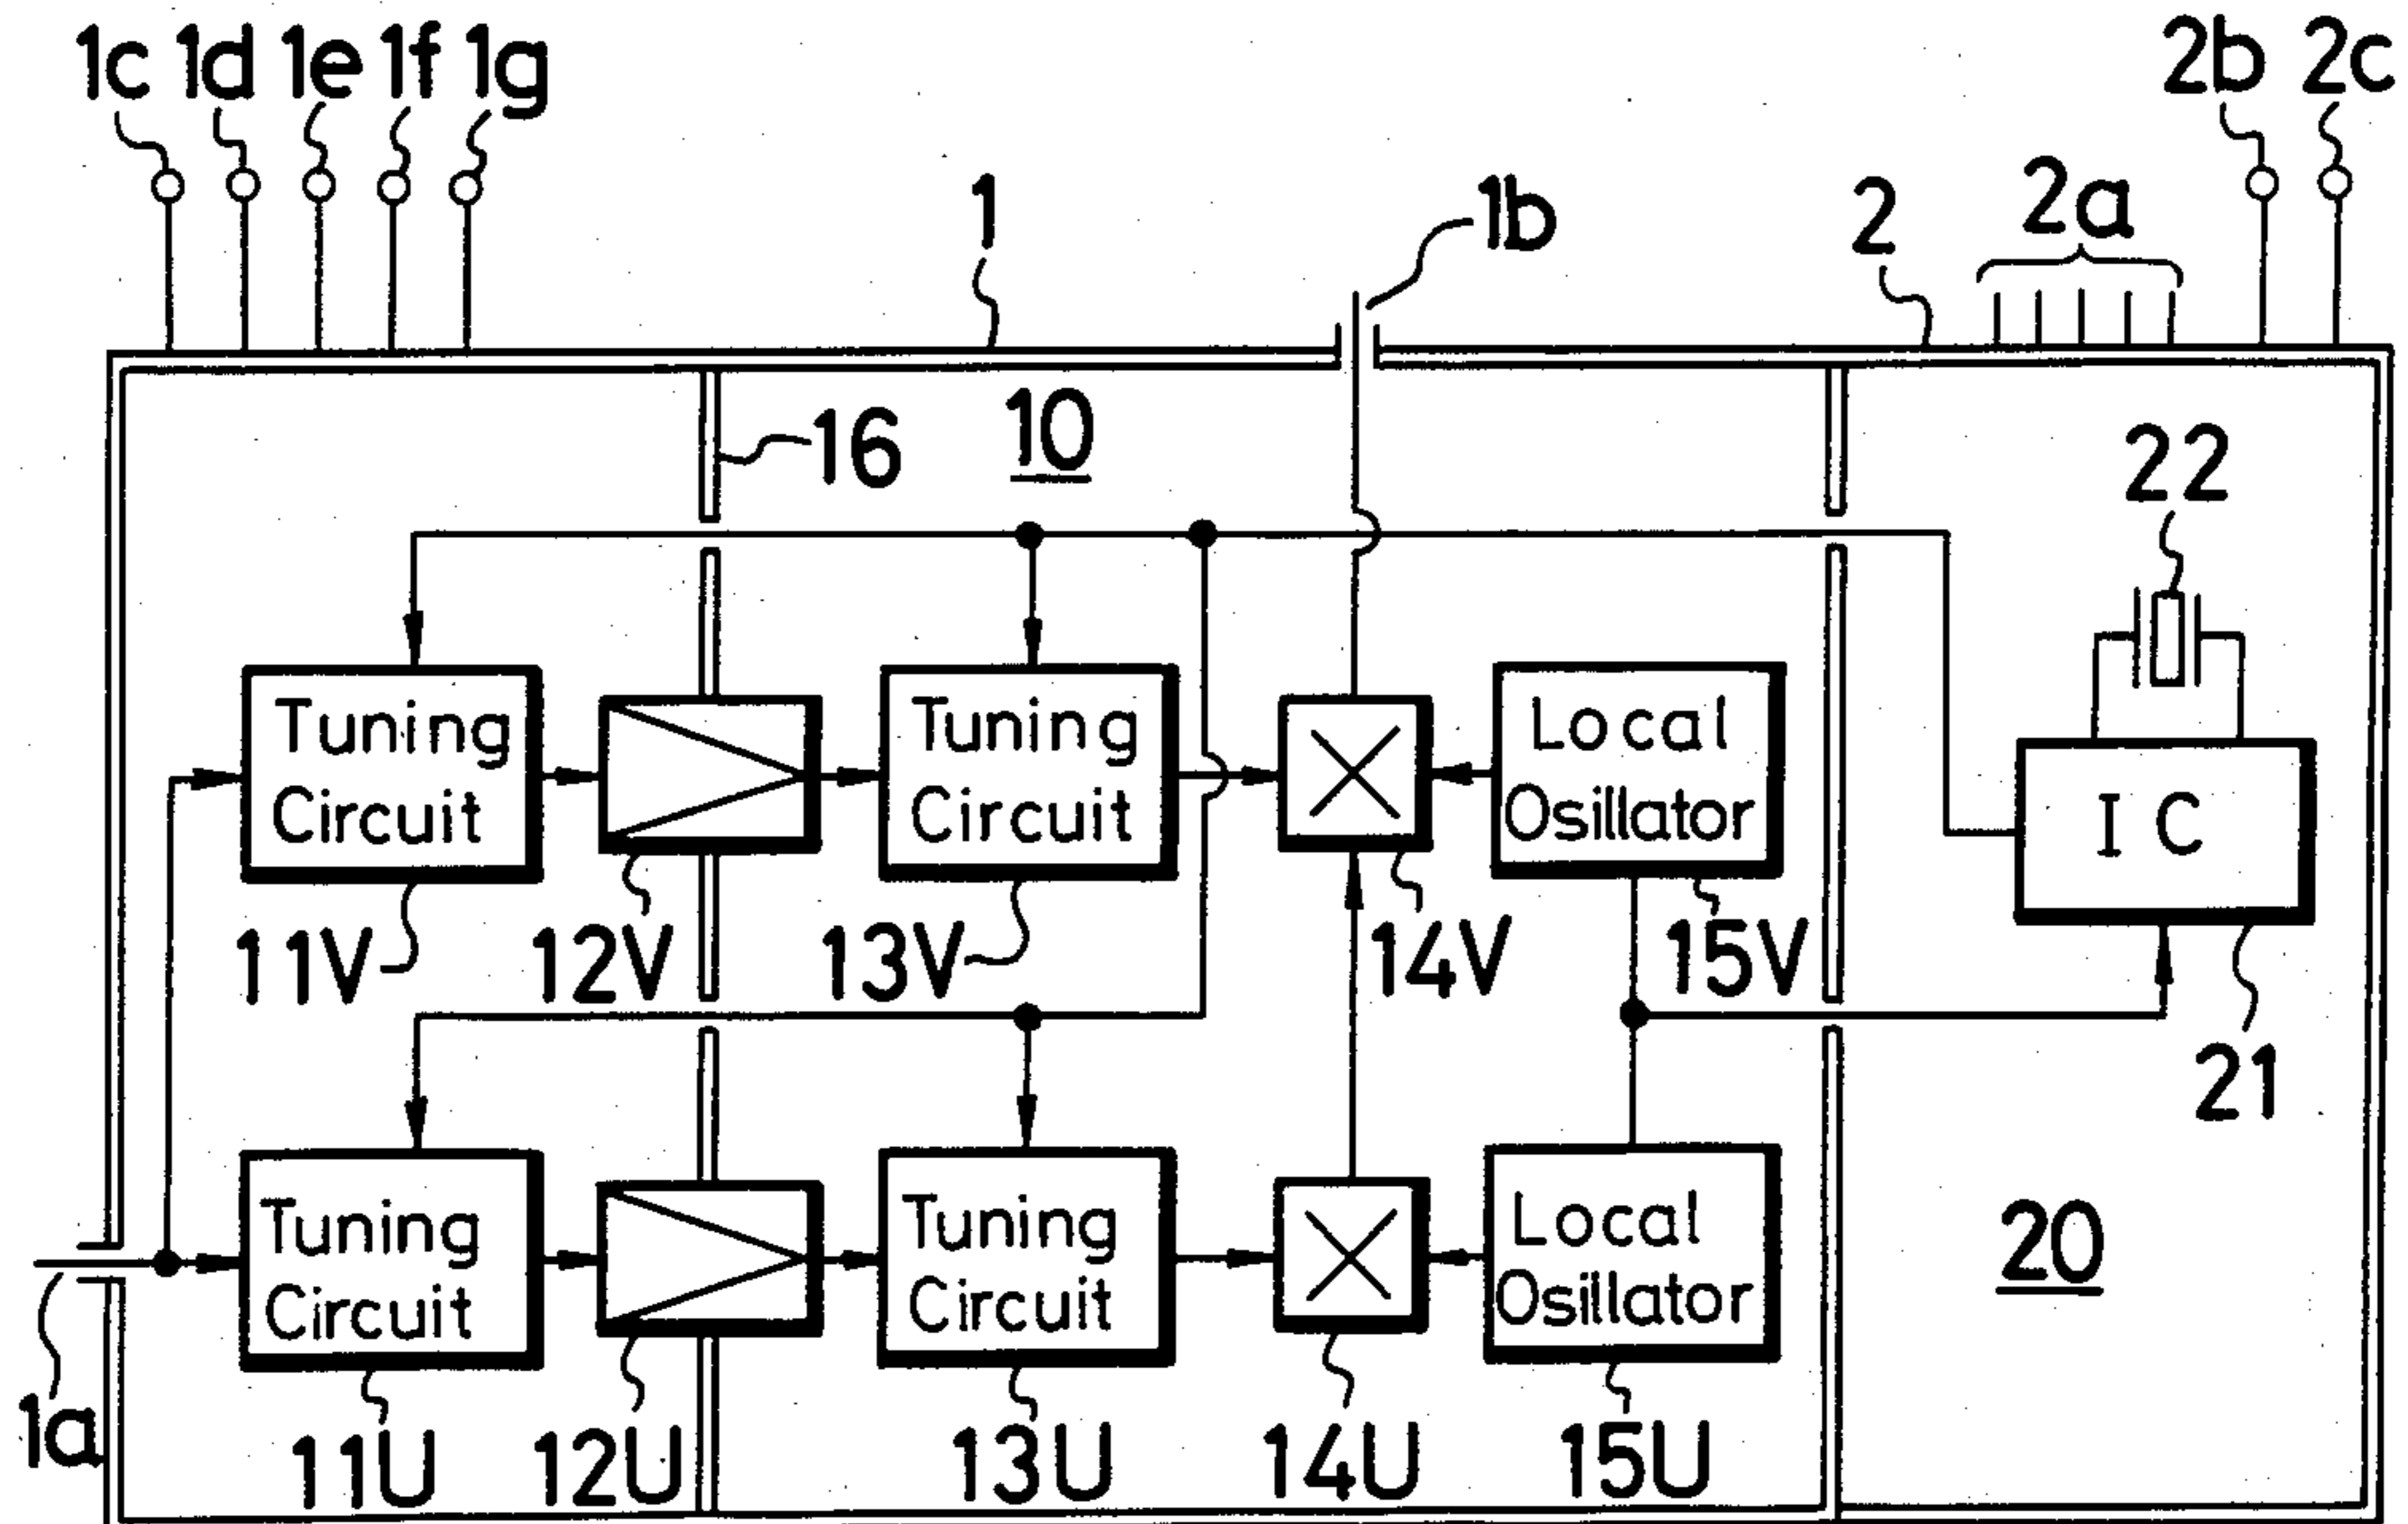 1c 1d 1e 1f 1g
2b 2c
1 1b 2 2a
10
16
22
Tuning
Circuit
Tuning
Circuit
Local
Osillator
I C
11V 12V 13V 14V 15V
21
Tuning
Circuit
Tuning
Circuit
Local
Osillator
20
1a
11U 12U 13U 14U 15U